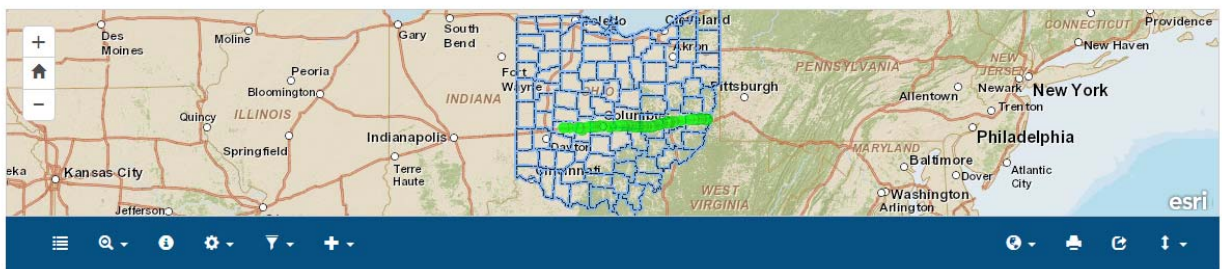 Des
Moines
Moline
Gary
South
Bend
Toledo
Cleveland
Akron
CONNECTICUT
Providence
New Haven
Peoria
Bloomington
Fort
Wayne
OHIO
Pittsburgh
PENNSYLVANIA
NEW
JERSEY
Newark
New York
Allentown
Trenton
INDIANA
Quincy
ILLINOIS
Indianapolis
Columbus
Philadelphia
Springfield
Dayton
MARYLAND
Baltimore
Dover
Atlantic
City
eka
Kansas City
Terre
Haute
Cincinnati
WEST
VIRGINIA
Washington
Arlington
Jefferson
esri